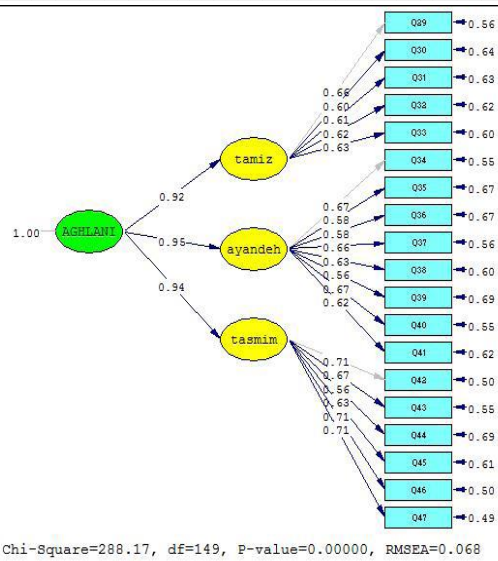 Q29 0.56
Q30 0.64
0.66 Q31 0.63
0.60
0.61 Q32 0.62
0.62
0.63 Q33 0.60
tamiz
Q34 0.55
0.92
0.67 Q35 0.67
0.58
0.58 Q36 0.67
1.00 AGHLANI 0.95 ayandeh
0.66 Q37 0.56
0.63 Q38 0.60
0.56
0.94 0.67 Q39 0.69
0.62
Q40 0.55
tasmim
Q41 0.62
0.71 Q42 0.50
0.67
0.56 Q43 0.55
0.63
0.71 Q44 0.69
0.71
Q45 0.61
Q46 0.50
Q47 0.49
Chi-Square=288.17, df=149, P-value=0.00000, RMSEA=0.068